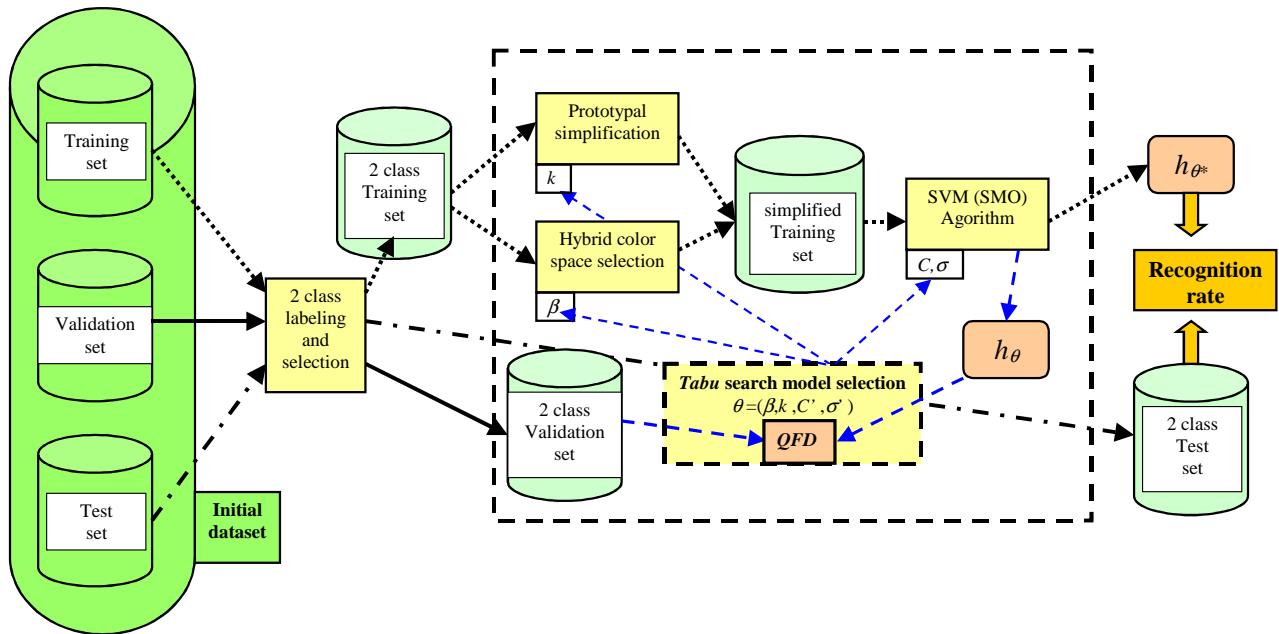 Training
set
Validation
set
Test
set
Initial
dataset
2 class
labeling
and
selection
2 class
Training
set
Prototypal
simplification
k
Hybrid color
space selection
β
simplified
Training
set
SVM (SMO)
Agorithm
C,σ
hθ
hθ*
Recognition
rate
2 class
Validation
set
Tabu search model selection
θ=(β,k ,C' ,σ' )
QFD
2 class
Test
set